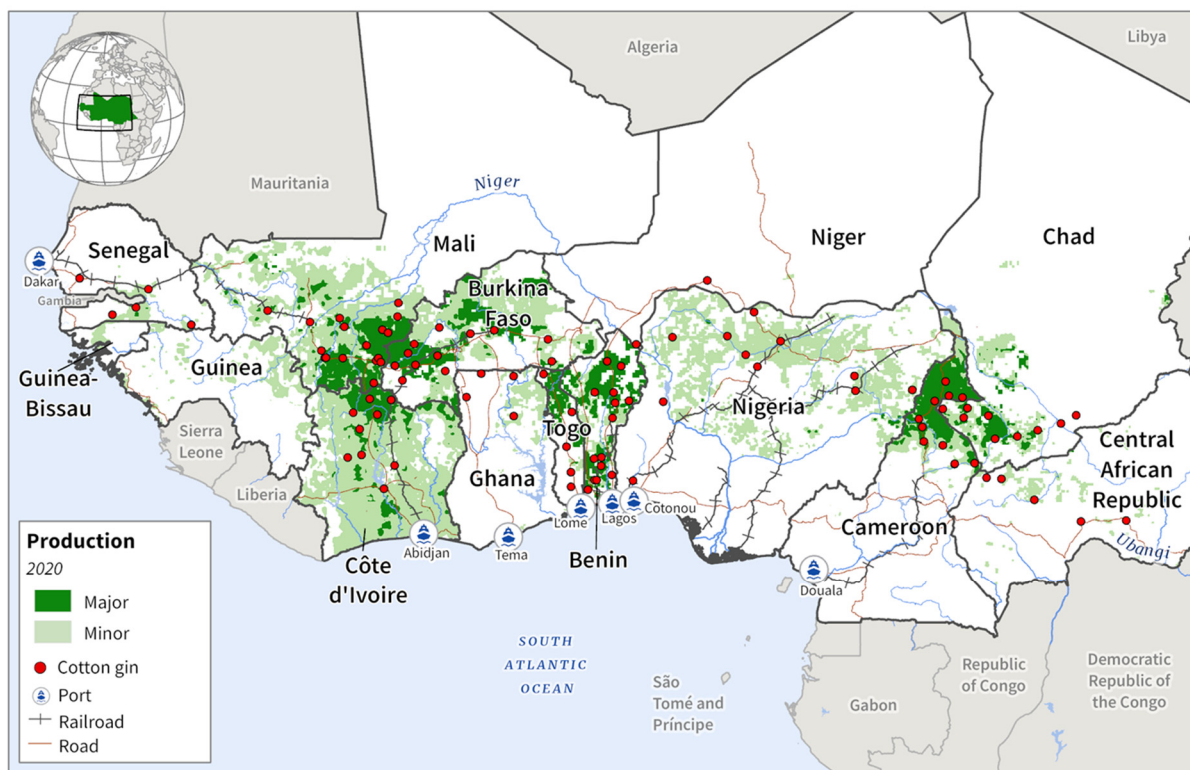 Algeria
Libya
Mauritania
Niger
Senegal
Mali
Niger
Chad
Dakar
Gambia
Burkina
Faso
Guinea
Guinea-
Bissau
Sierra
Leone
Liberia
Togo
Nigeria
Ghana
Central
African
Republic
Cameroon
Ubangi
Lome
Lagos
Cotonou
Abidjan
Tema
Benin
Douala
Côte
d'Ivoire
SOUTH
ATLANTIC
OCEAN
São
Tomé and
Príncipe
Gabon
Republic
of Congo
Democratic
Republic of
the Congo
Production
2020
Major
Minor
Cotton gin
Port
Railroad
Road